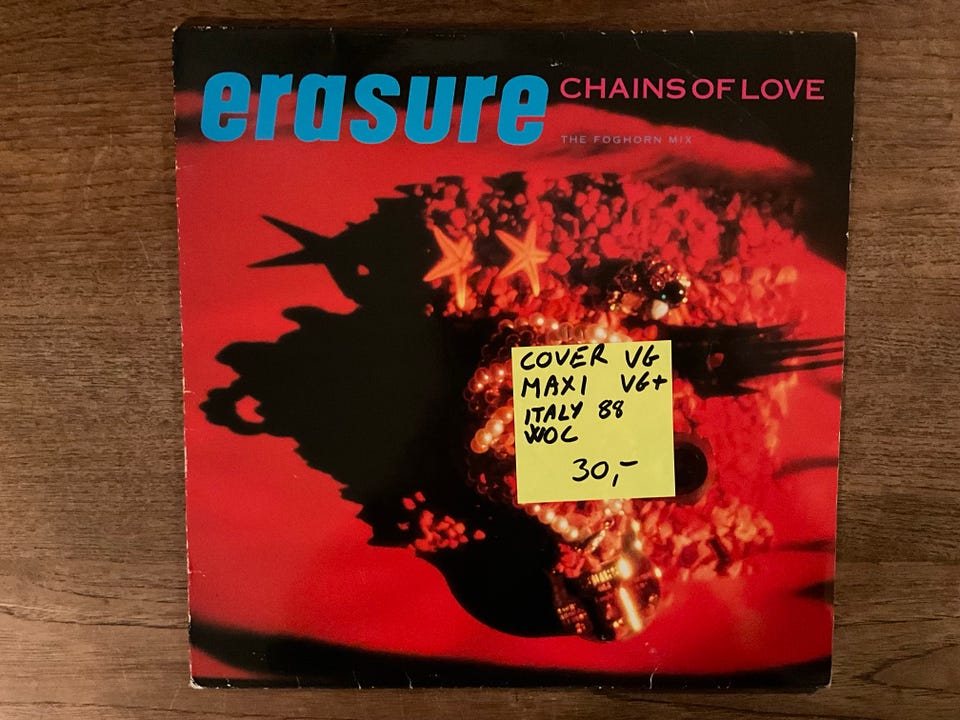 erasure CHAINS OF LOVE
THE FOGHORN MIX
COVER VG
MAXI VG+
ITALY 88
WOC
30,-